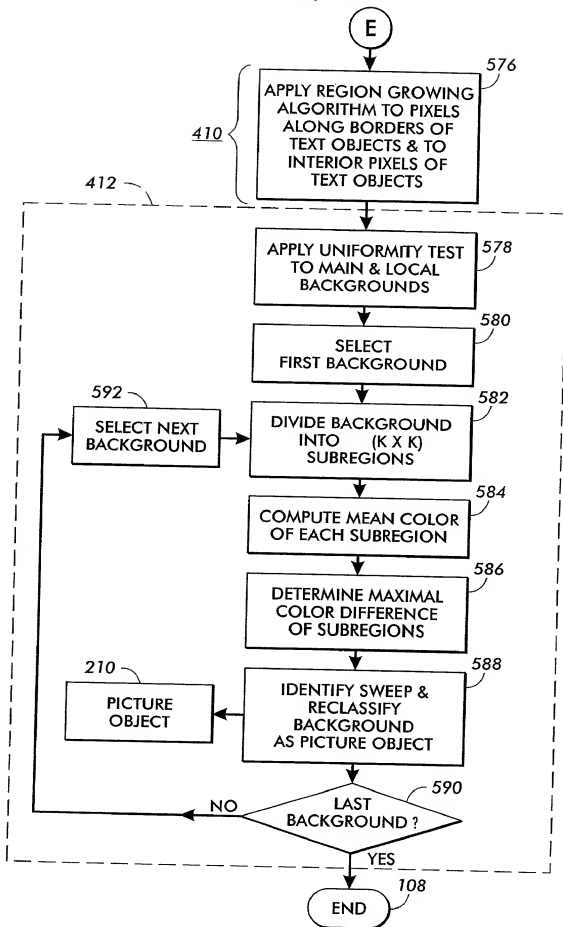 E
576
APPLY REGION GROWING
ALGORITHM TO PIXELS
ALONG BORDERS OF
TEXT OBJECTS & TO
INTERIOR PIXELS OF
TEXT OBJECTS
410
412
APPLY UNIFORMITY TEST
TO MAIN & LOCAL
BACKGROUNDS
578
580
SELECT
FIRST BACKGROUND
592
SELECT NEXT
BACKGROUND
582
DIVIDE BACKGROUND
INTO (K X K)
SUBREGIONS
584
COMPUTE MEAN COLOR
OF EACH SUBREGION
586
DETERMINE MAXIMAL
COLOR DIFFERENCE
OF SUBREGIONS
588
IDENTIFY SWEEP &
RECLASSIFY
BACKGROUND
AS PICTURE OBJECT
210
PICTURE
OBJECT
590
LAST
BACKGROUND ?
NO
YES
END
108